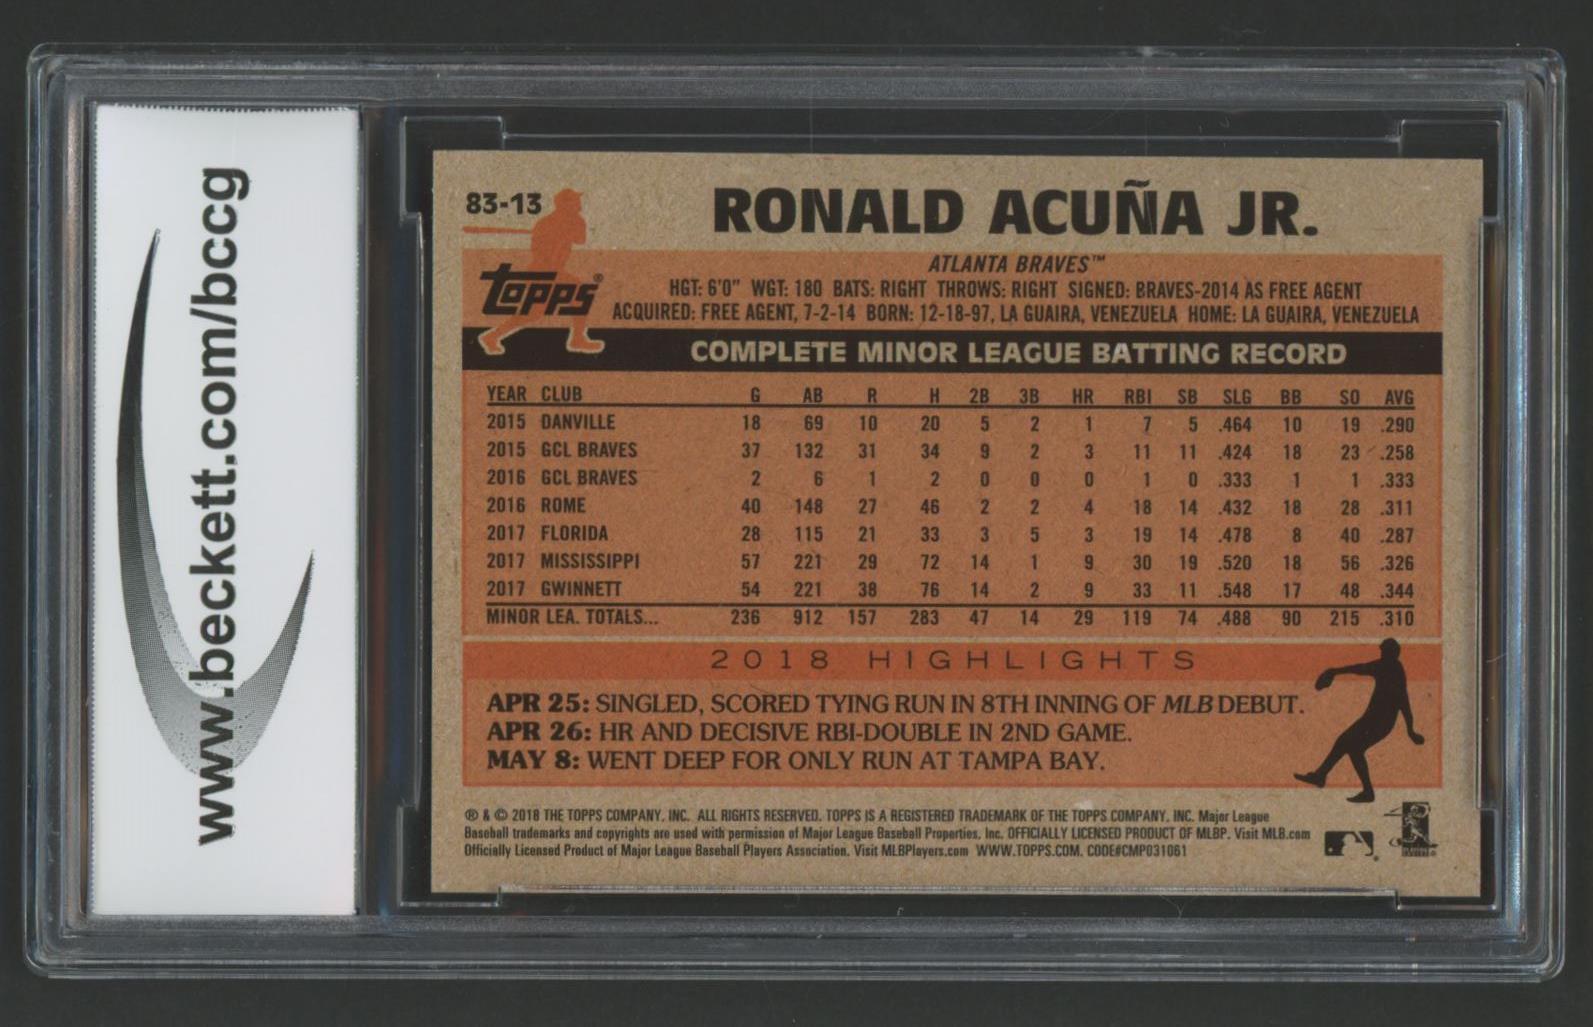 www.beckett.com/bccg
83-13
RONALD ACUÑA JR.
Topps®
ATLANTA BRAVES™
HGT: 6'0" WGT: 180 BATS: RIGHT THROWS: RIGHT SIGNED: BRAVES-2014 AS FREE AGENT
ACQUIRED: FREE AGENT, 7-2-14 BORN: 12-18-97, LA GUAIRA, VENEZUELA HOME: LA GUAIRA, VENEZUELA
COMPLETE MINOR LEAGUE BATTING RECORD
YEAR CLUB G AB R H 2B 3B HR RBI SB SLG BB SO AVG
2015 DANVILLE 18 69 10 20 5 2 1 7 5 .464 10 19 .290
2015 GCL BRAVES 37 132 31 34 9 2 3 11 11 .424 18 23 .258
2016 GCL BRAVES 2 6 1 2 0 0 0 1 0 .333 1 1 .333
2016 ROME 40 148 27 46 2 2 4 18 14 .432 18 28 .311
2017 FLORIDA 28 115 21 33 3 5 3 19 14 .478 8 40 .287
2017 MISSISSIPPI 57 221 29 72 14 1 9 30 19 .520 18 56 .326
2017 GWINNETT 54 221 38 76 14 2 9 33 11 .548 17 48 .344
MINOR LEA. TOTALS... 236 912 157 283 47 14 29 119 74 .488 90 215 .310
2018 HIGHLIGHTS
APR 25: SINGLED, SCORED TYING RUN IN 8TH INNING OF MLB DEBUT.
APR 26: HR AND DECISIVE RBI-DOUBLE IN 2ND GAME.
MAY 8: WENT DEEP FOR ONLY RUN AT TAMPA BAY.
® & © 2018 THE TOPPS COMPANY, INC. ALL RIGHTS RESERVED. TOPPS IS A REGISTERED TRADEMARK OF THE TOPPS COMPANY, INC. Major League
Baseball trademarks and copyrights are used with permission of Major League Baseball Properties, Inc. OFFICIALLY LICENSED PRODUCT OF MLBP. Visit MLB.com
Officially Licensed Product of Major League Baseball Players Association. Visit MLBPlayers.com WWW.TOPPS.COM. CODE#CMP031061